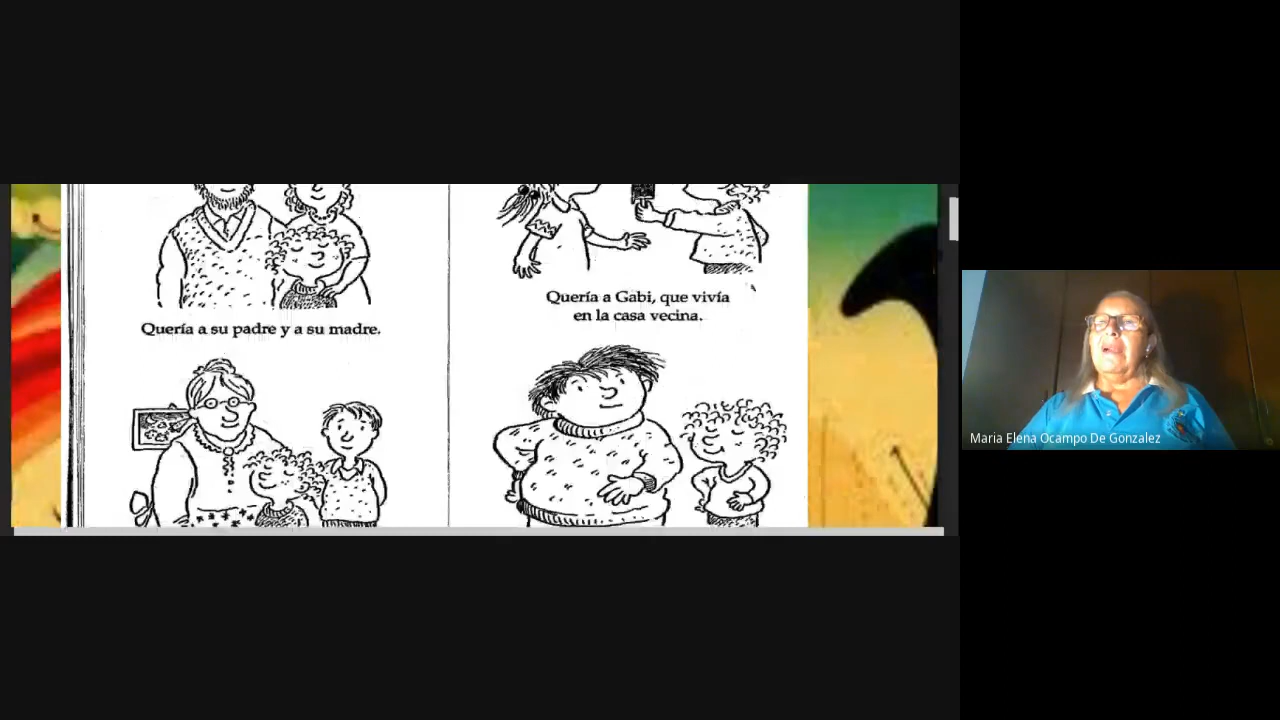 Quería a su padre y a su madre.
Quería a Gabi, que vivía
en la casa vecina.
Maria Elena Ocampo De Gonzalez